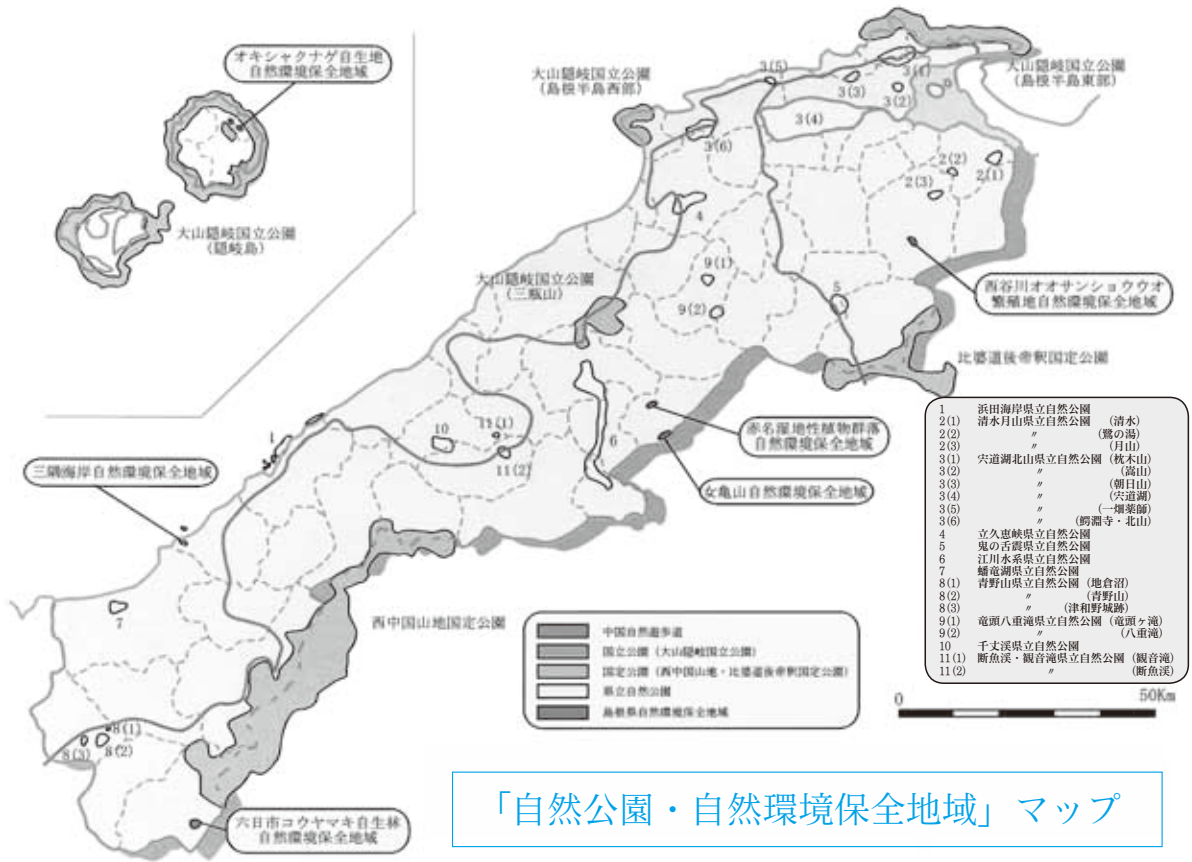 オキシャクナゲ自生地
自然環境保全地域
大山隠岐国立公園
(隠岐島)
大山隠岐国立公園
(島根半島西部)
大山隠岐国立公園
(島根半島東部)
3(5)
3(3)
3(1)
3(2)
3(4)
3(6)
2(2)
2(1)
2(3)
4
大山隠岐国立公園
(三瓶山)
9(1)
9(2)
5
西谷川オオサンショウウオ
繁殖地自然環境保全地域
比婆道後帝釈国定公園
赤名湿地性植物群落
自然環境保全地域
女亀山自然環境保全地域
6
10
11(1)
11(2)
1
三隅海岸自然環境保全地域
7
西中国山地国定公園
8(1)
8(2)
8(3)
六日市コウヤマキ自生林
自然環境保全地域
1 浜田海岸県立自然公園
2(1) 清水月山県立自然公園 (清水)
2(2) 〃 (鷺の湯)
2(3) 〃 (月山)
3(1) 宍道湖北山県立自然公園 (枕木山)
3(2) 〃 (嵩山)
3(3) 〃 (朝日山)
3(4) 〃 (宍道湖)
3(5) 〃 (一畑薬師)
3(6) 〃 (鰐淵寺・北山)
4 立久恵峡県立自然公園
5 鬼の舌震県立自然公園
6 江川水系県立自然公園
7 蟠竜湖県立自然公園
8(1) 青野山県立自然公園 (地倉沼)
8(2) 〃 (青野山)
8(3) 〃 (津和野城跡)
9(1) 竜頭八重滝県立自然公園 (竜頭ヶ滝)
9(2) 〃 (八重滝)
10 千丈渓県立自然公園
11(1) 断魚渓・観音滝県立自然公園 (観音滝)
11(2) 〃 (断魚渓)
中国自然遊歩道
国立公園 (大山隠岐国立公園)
国定公園 (西中国山地・比婆道後帝釈国定公園)
県立自然公園
島根県自然環境保全地域
0 50Km
「自然公園・自然環境保全地域」マップ